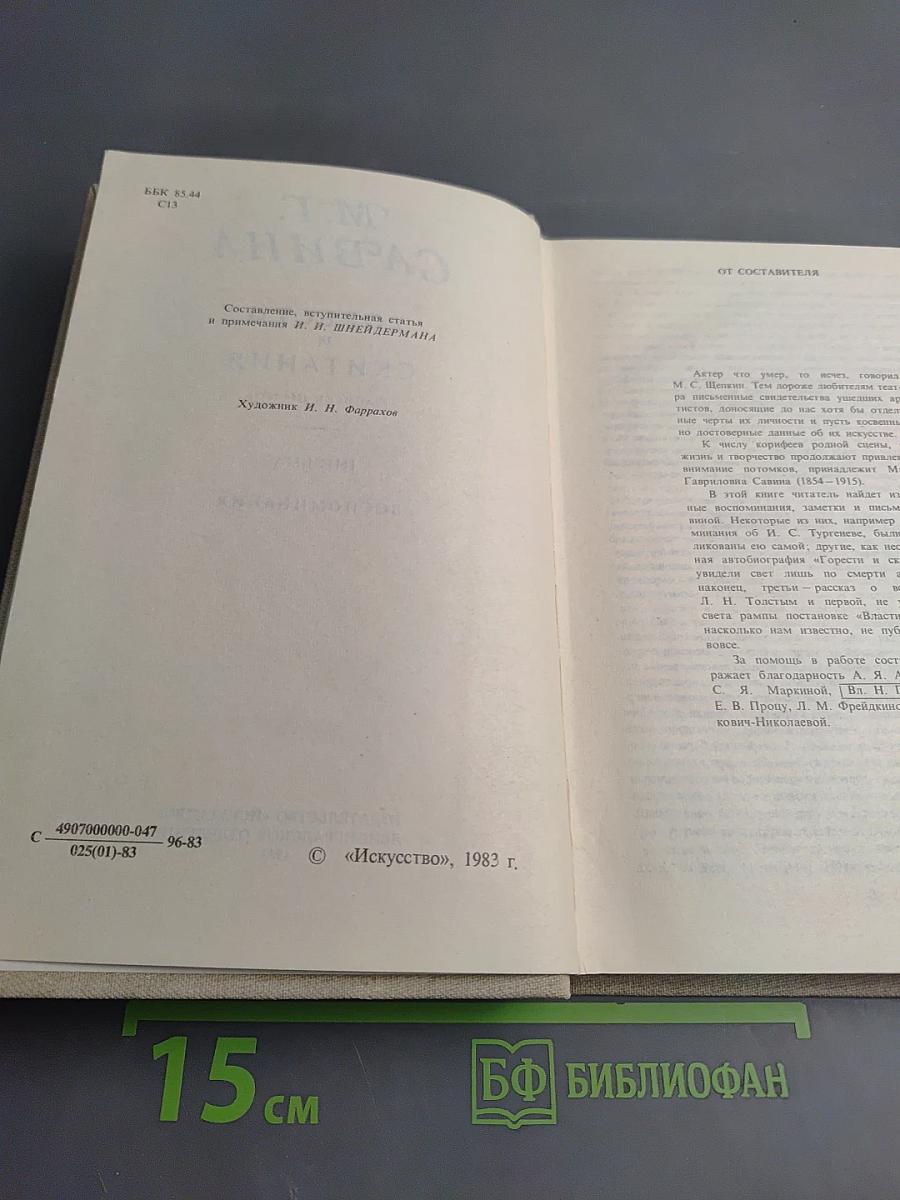 ББК 85.44
С13
Составление, вступительная статья
и примечания И. И. ШНЕЙДЕРМАНА
Художник И. Н. Фаррахов
С 4907000000-047 96-83
025(01)-83
© «Искусство», 1983 г.
ОТ СОСТАВИТЕЛЯ
Актер что умер, то исчез, говорил
М. С. Щепкин. Тем дороже любителям теат-
ра письменные свидетельства ушедших ар
тистов, доносящие до нас хотя бы отдел
ные черты их личности и пусть косвенны
но достоверные данные об их искусстве.
К числу корифеев родной сцены,
жизнь и творчество продолжают привле
внимание потомков, принадлежит М
Гавриловна Савина (1854—1915).
В этой книге читатель найдет из
ные воспоминания, заметки и письм
виной. Некоторые из них, например
минания об И. С. Тургеневе, были
ликованы ею самой; другие, как нес
ная автобиография «Горести и ск
увидели свет лишь по смерти а
наконец, третьи — рассказ о в
Л. Н. Толстым и первой, не у
света рампы постановке «Власти
насколько нам известно, не пуб
вовсе.
За помощь в работе сост
ражает благодарность А. Я. А
С. Я. Маркиной, Вл. Н. П
Е. В. Процу, Л. М. Фрейдкин
кович-Николаевой.
15 см
БФ БИБЛИОФАН